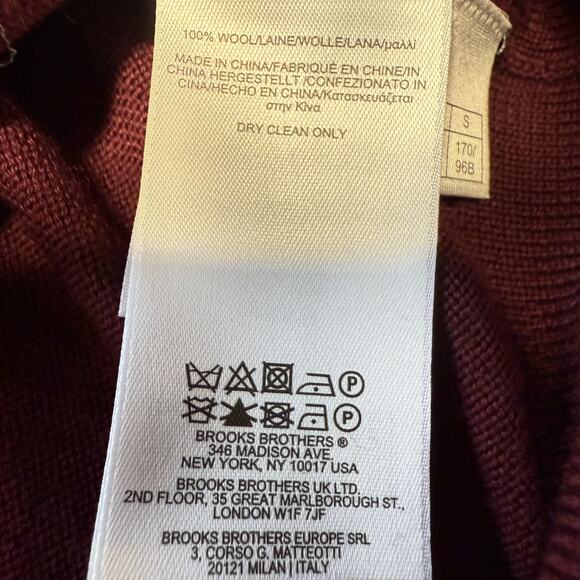 100% WOOL/LAINE/WOLLE/LANA/μαλλί
MADE IN CHINA/FABRIQUÉ EN CHINE/IN
CHINA HERGESTELLT /CONFEZIONATO IN
CINA/HECHO EN CHINA/Κατασκευάζεται
στην Κίνα
DRY CLEAN ONLY
S
170/
96B
P
P
BROOKS BROTHERS ®
346 MADISON AVE.
NEW YORK, NY 10017 USA
BROOKS BROTHERS UK LTD.
2ND FLOOR, 35 GREAT MARLBOROUGH ST.,
LONDON W1F 7JF
BROOKS BROTHERS EUROPE SRL
3, CORSO G. MATTEOTTI
20121 MILAN | ITALY